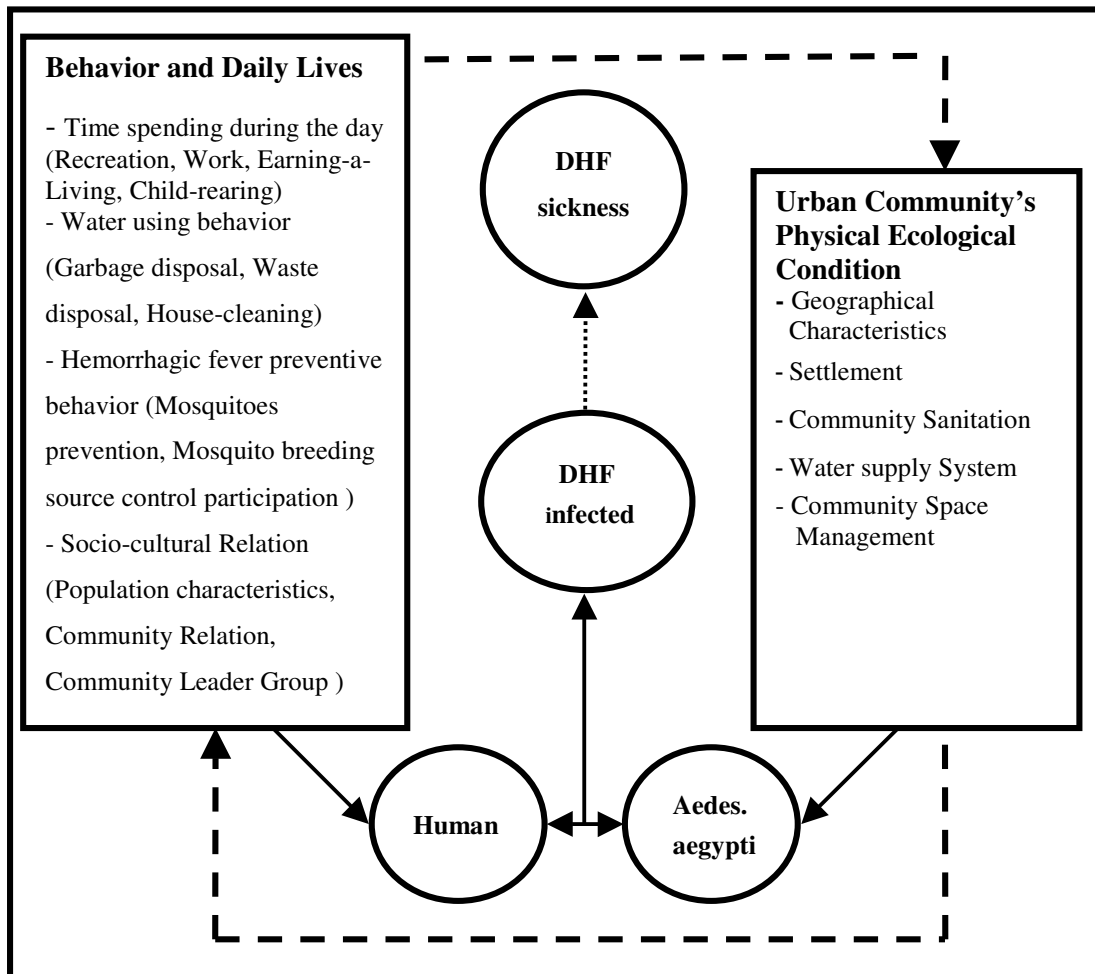 Behavior and Daily Lives
- Time spending during the day
(Recreation, Work, Earning-a-
Living, Child-rearing)
- Water using behavior
(Garbage disposal, Waste
disposal, House-cleaning)
- Hemorrhagic fever preventive
behavior (Mosquitoes
prevention, Mosquito breeding
source control participation )
- Socio-cultural Relation
(Population characteristics,
Community Relation,
Community Leader Group )
DHF
sickness
DHF
infected
Human
Aedes.
aegypti
Urban Community’s
Physical Ecological
Condition
- Geographical
Characteristics
- Settlement
- Community Sanitation
- Water supply System
- Community Space
Management